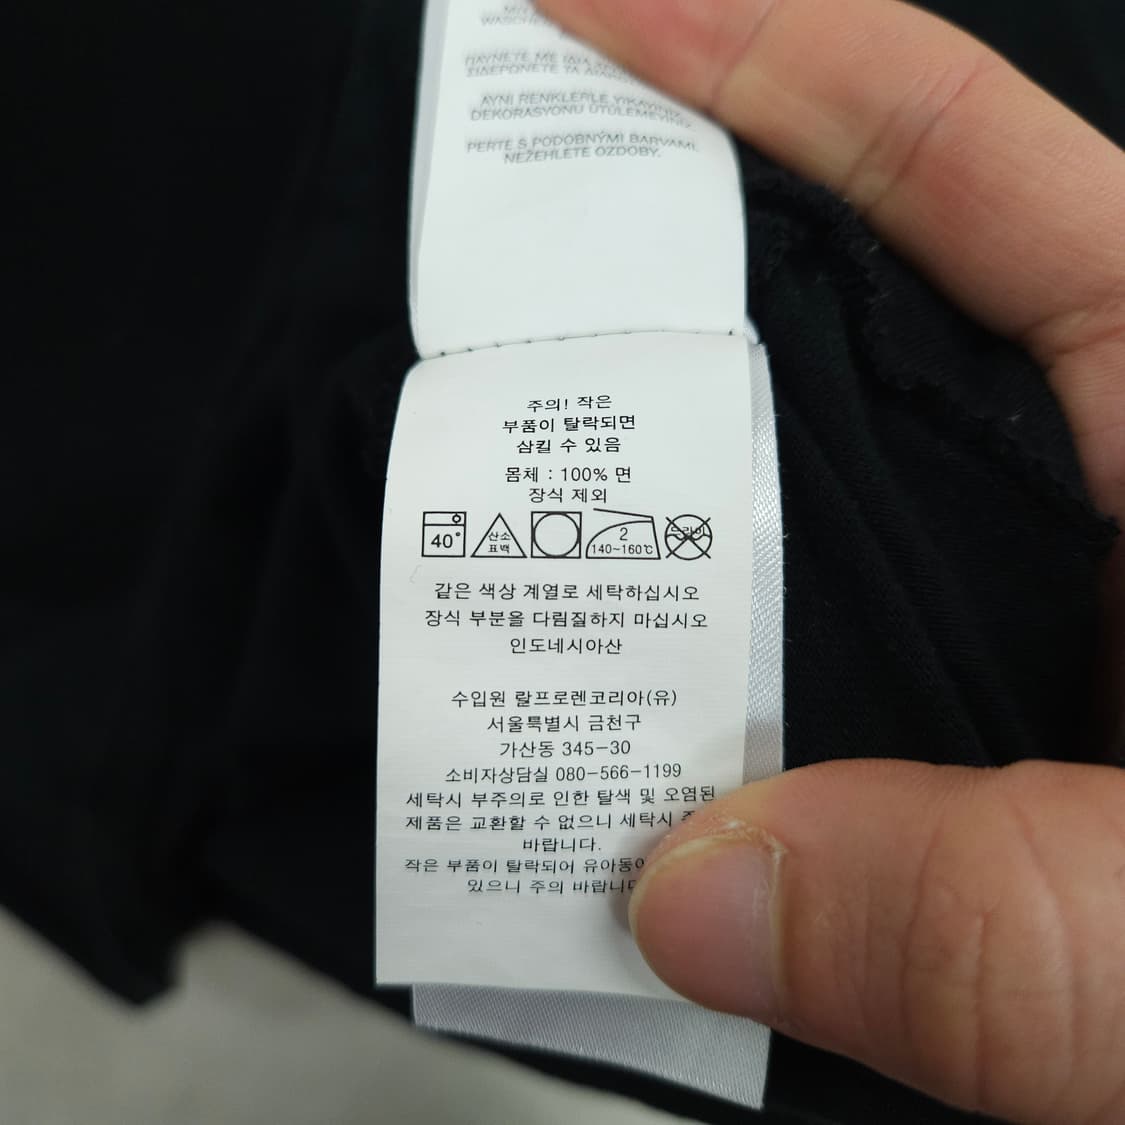 WASCHEN
ΠΛΥΝΕΤΕ ΜΕ ΙΔΙΑ
ΣΙΔΕΡΩΝΕΤΕ ΤΑ
AYNI RENKLERLE YIKAYINIZ.
DEKORASYONU ÜTÜLEMEYİNİZ.
PERTE S PODOBNÝMI BARVAMI.
NEŽEHLETE OZDOBY.
주의! 작은
부품이 탈락되면
삼킬 수 있음
몸체 : 100% 면
장식 제외
40° 산소 2 드라이
표백 140~160℃
같은 색상 계열로 세탁하십시오
장식 부분을 다림질하지 마십시오
인도네시아산
수입원 랄프로렌코리아(유)
서울특별시 금천구
가산동 345-30
소비자상담실 080-566-1199
세탁시 부주의로 인한 탈색 및 오염된
제품은 교환할 수 없으니 세탁시
바랍니다.
작은 부품이 탈락되어
있으니 주의 바랍니다